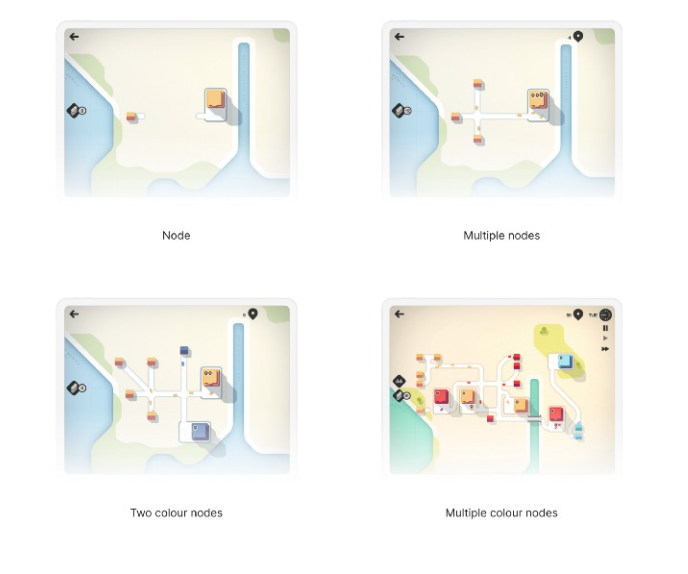 Node
Multiple nodes
Two colour nodes
Multiple colour nodes